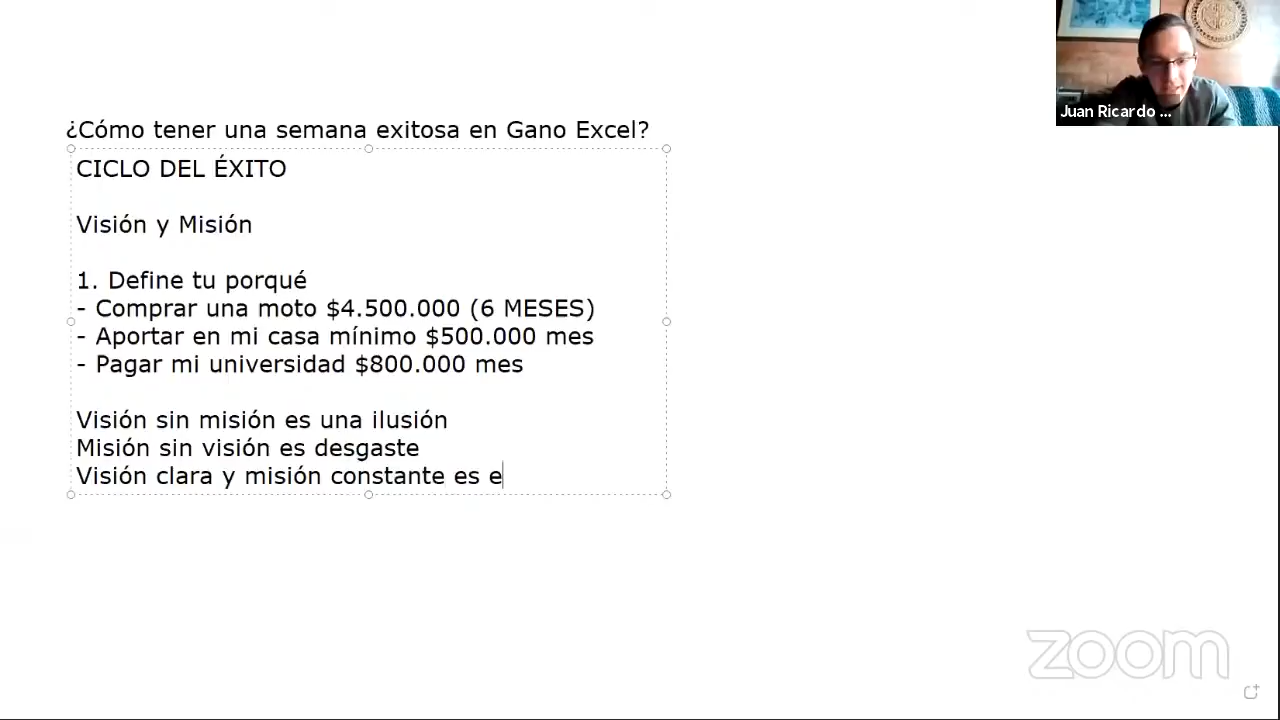 ¿Cómo tener una semana exitosa en Gano Excel?
CICLO DEL ÉXITO
Visión y Misión
1. Define tu porqué
- Comprar una moto $4.500.000 (6 MESES)
- Aportar en mi casa mínimo $500.000 mes
- Pagar mi universidad $800.000 mes
Visión sin misión es una ilusión
Misión sin visión es desgaste
Visión clara y misión constante es e
Juan Ricardo ...
zoom